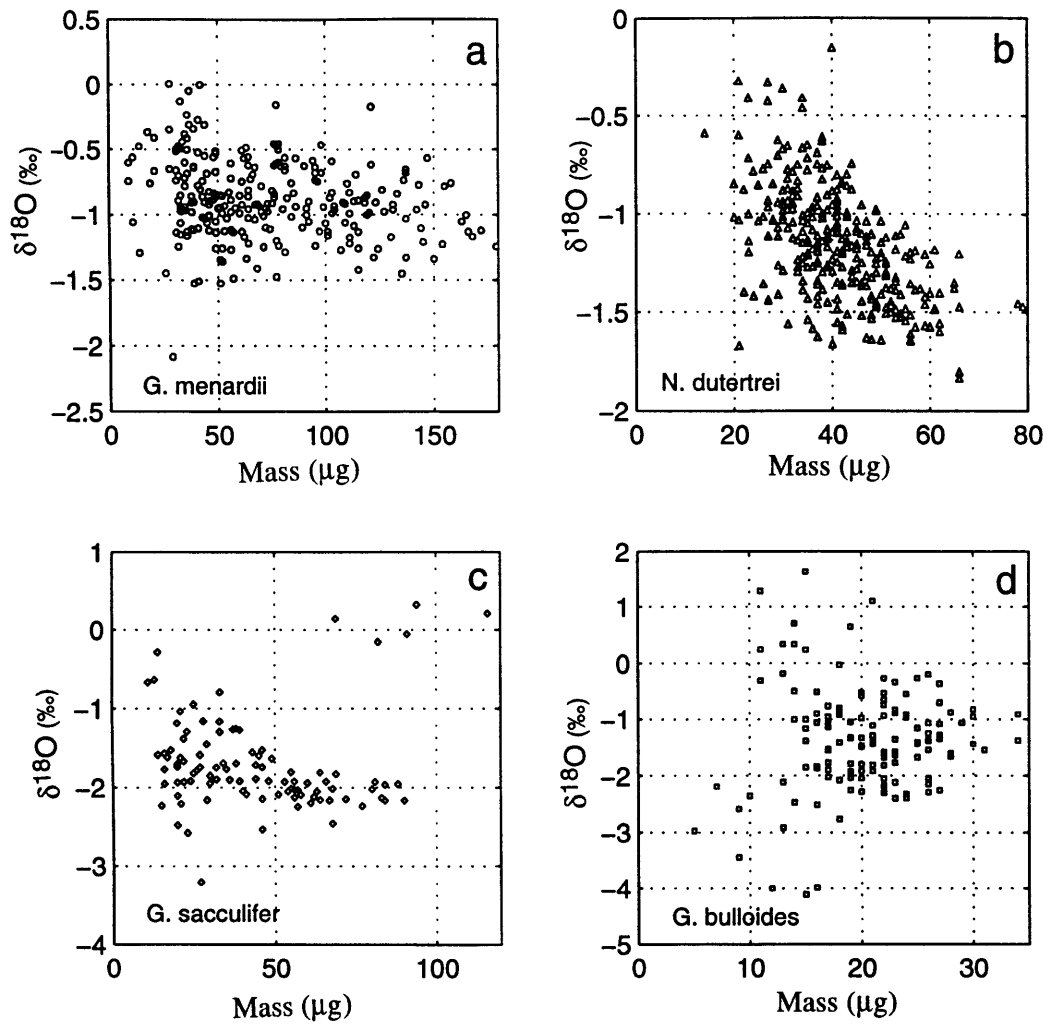 a
0.5
0
−0.5
−1
−1.5
−2
−2.5
δ18O (‰)
G. menardii
0 50 100 150
Mass (μg)
b
0
−0.5
−1
−1.5
−2
δ18O (‰)
N. dutertrei
0 20 40 60 80
Mass (μg)
c
1
0
−1
−2
−3
−4
δ18O (‰)
G. sacculifer
0 50 100
Mass (μg)
d
2
1
0
−1
−2
−3
−4
−5
δ18O (‰)
G. bulloides
0 10 20 30
Mass (μg)